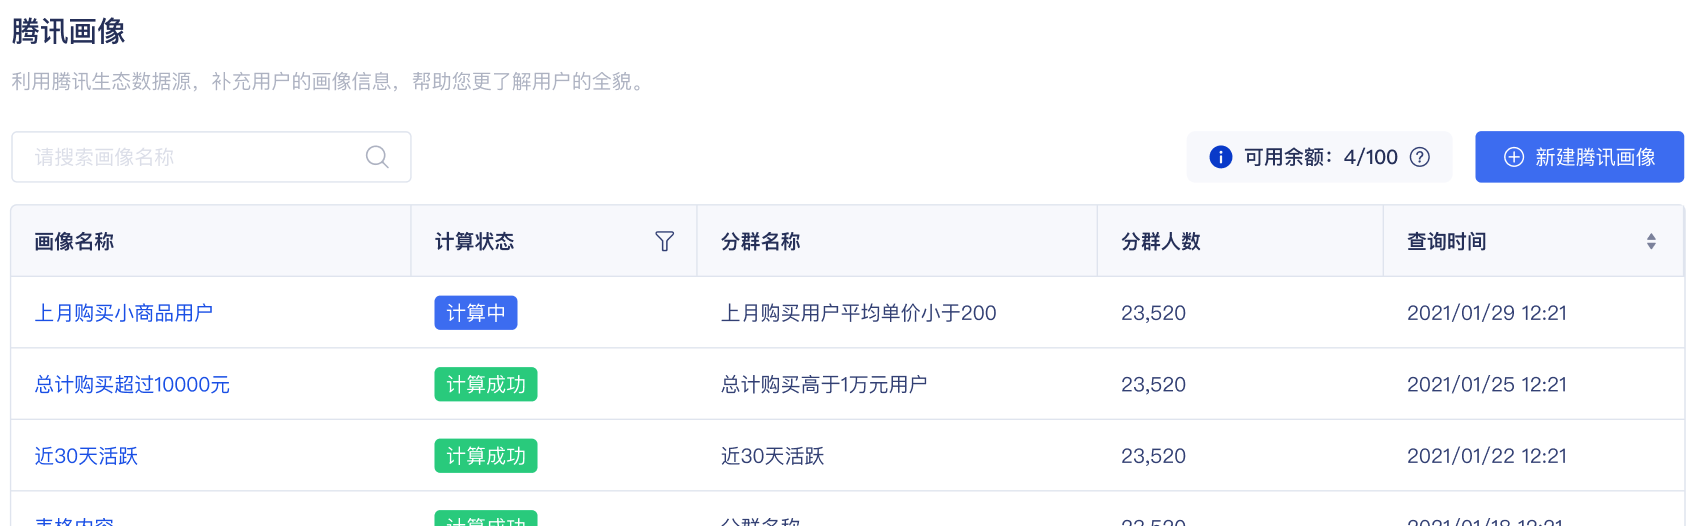 腾讯画像
利用腾讯生态数据源，补充用户的画像信息，帮助您更了解用户的全貌。
请搜索画像名称
可用余额：4/100
新建腾讯画像
画像名称 计算状态 分群名称 分群人数 查询时间
上月购买小商品用户 计算中 上月购买用户平均单价小于200 23,520 2021/01/29 12:21
总计购买超过10000元 计算成功 总计购买高于1万元用户 23,520 2021/01/25 12:21
近30天活跃 计算成功 近30天活跃 23,520 2021/01/22 12:21
表格内容 计算成功 分群名称 23,520 2021/01/18 12:21